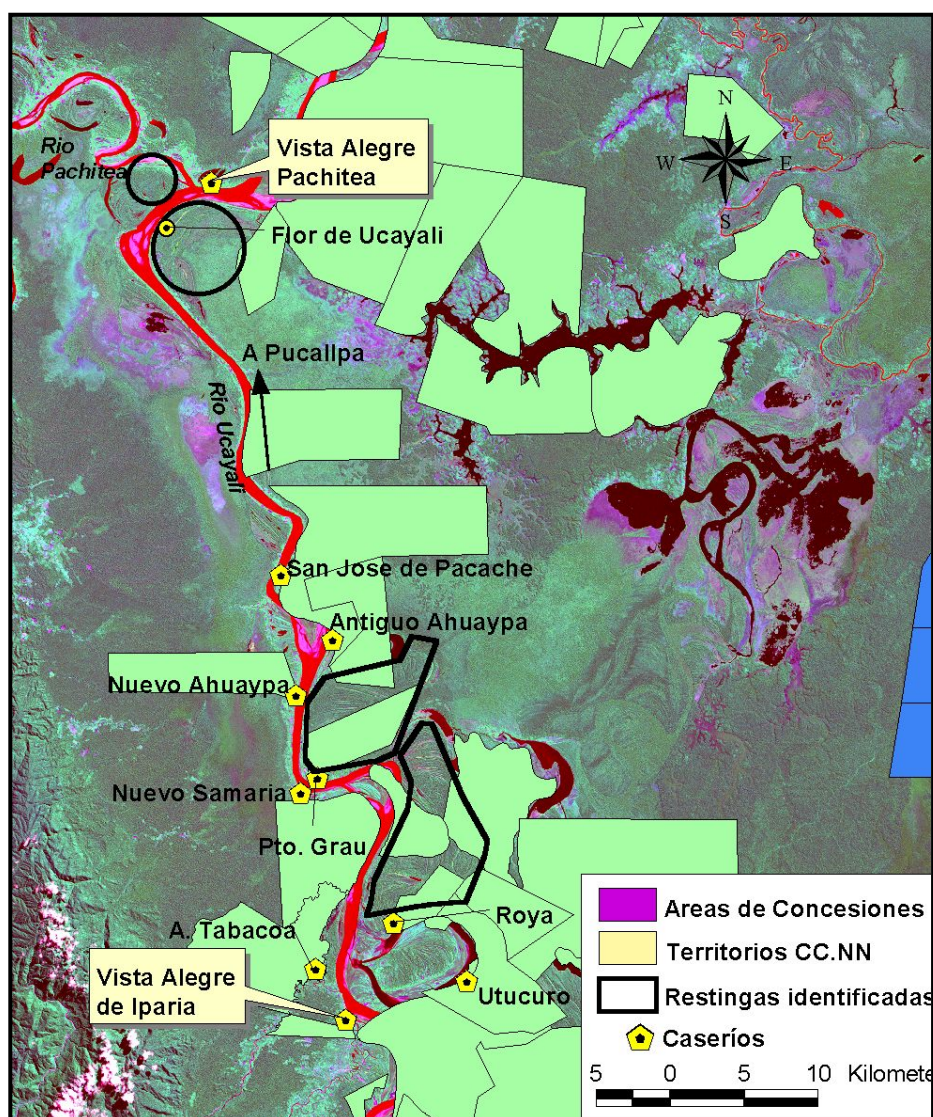 N
W
E
S
Rio
Pachitea
Vista Alegre
Pachitea
Flor de Ucayali
A Pucallpa
Rio Ucayali
San Jose de Pacache
Antiguo Ahuaypa
Nuevo Ahuaypa
Nuevo Samaria
Pto. Grau
Roya
A. Tabacoa
Vista Alegre
de Iparia
Utucuro
Areas de Concesiones
Territorios CC.NN
Restingas identificadas
Caseríos
5 0 5 10 Kilomete